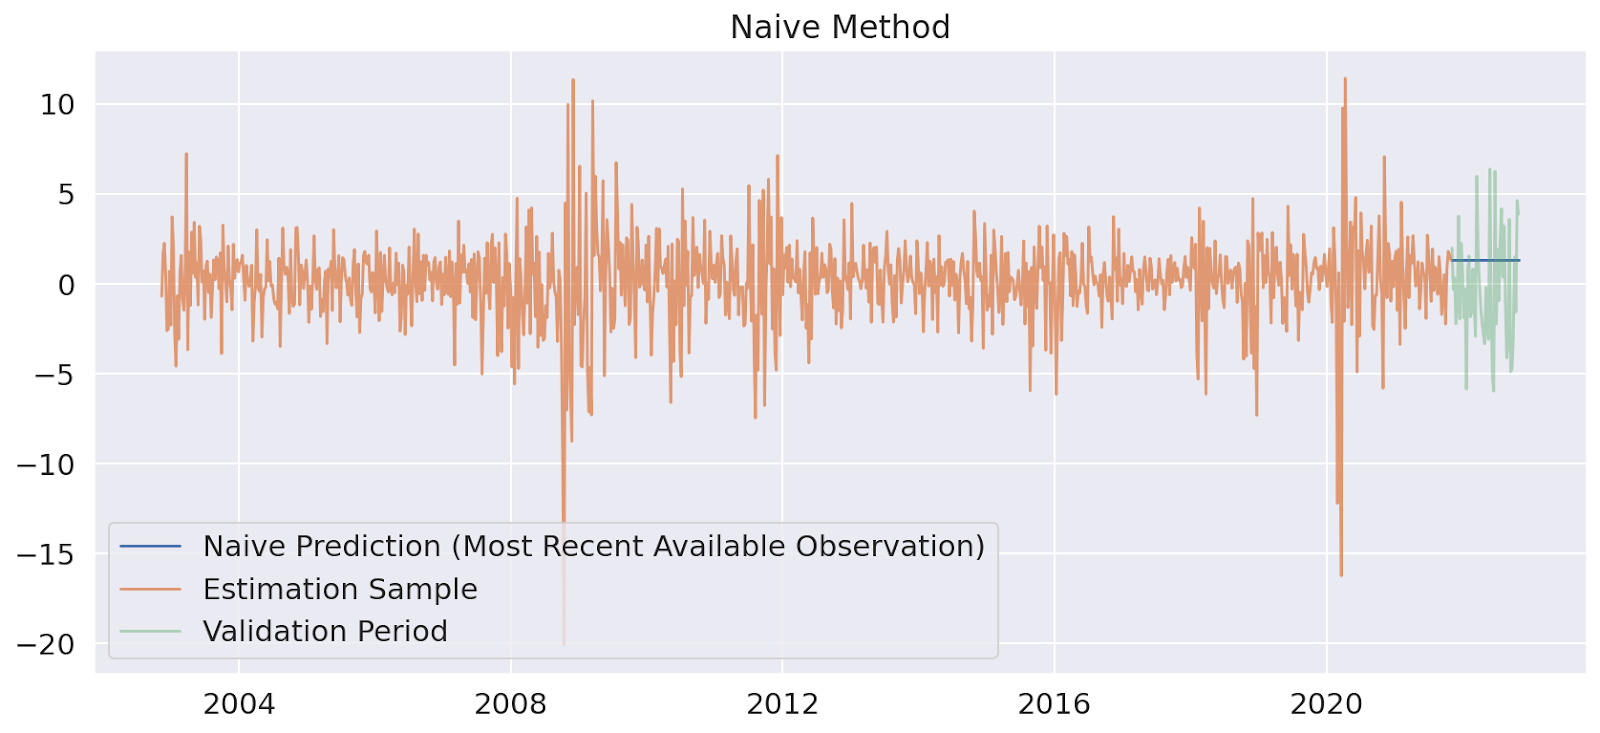 Naive Method
10
5
0
−5
−10
−15
−20
Naive Prediction (Most Recent Available Observation)
Estimation Sample
Validation Period
2004 2008 2012 2016 2020